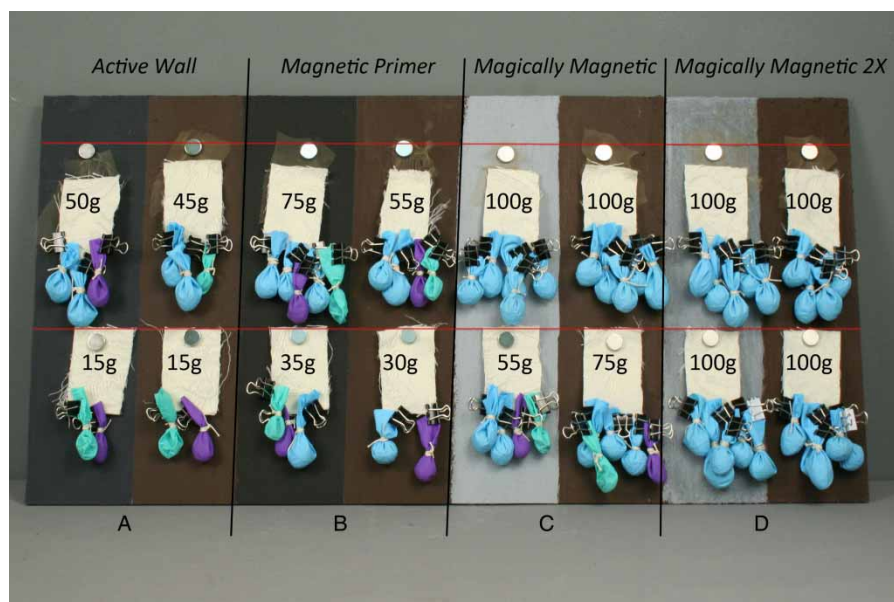 Active Wall Magnetic Primer Magically Magnetic Magically Magnetic 2X
50g 45g 75g 55g 100g 100g 100g 100g
15g 15g 35g 30g 55g 75g 100g 100g
A B C D